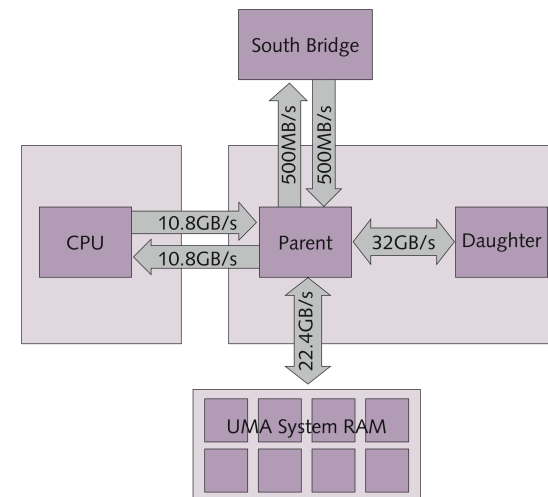 South Bridge
500MB/s
500MB/s
10.8GB/s
CPU
Parent
32GB/s
Daughter
10.8GB/s
22.4GB/s
UMA System RAM